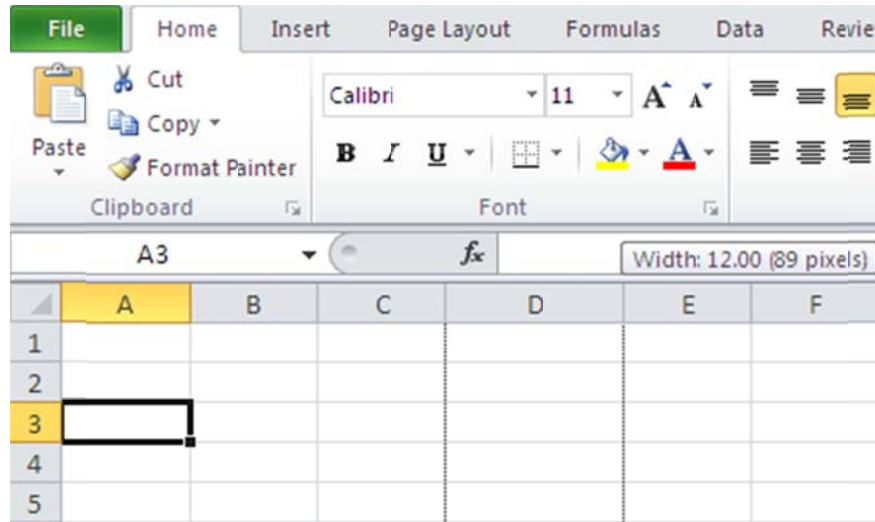 File Home Insert Page Layout Formulas Data Revie
Cut
Calibri 11 A A
Copy
Paste
B I U A
Format Painter
Clipboard Font
A3 fx Width: 12.00 (89 pixels)
A B C D E F
1
2
3
4
5